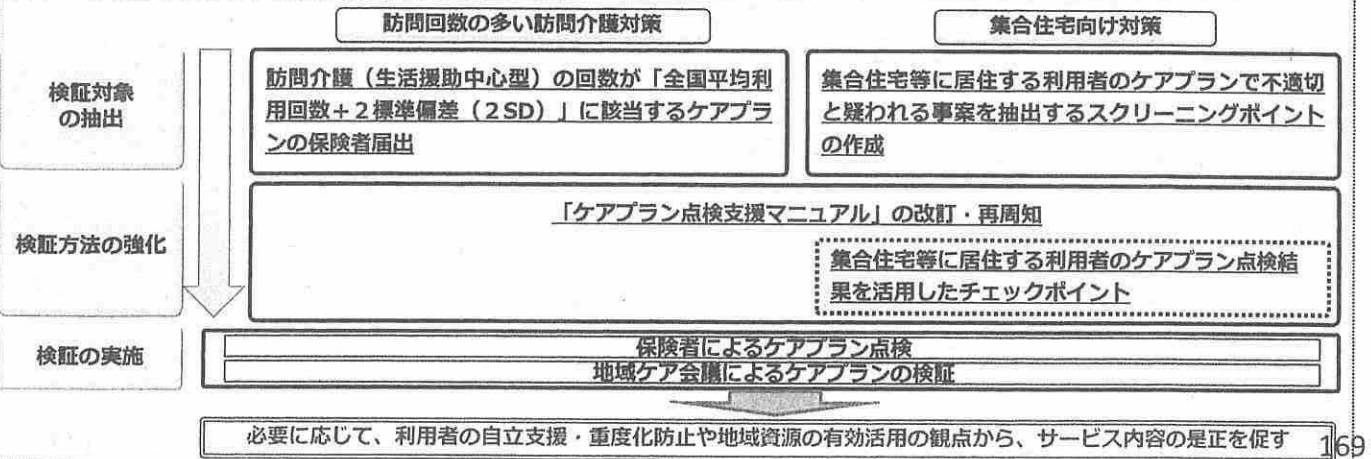 訪問回数の多い訪問介護対策
集合住宅向け対策
検証対象
の抽出
訪問介護（生活援助中心型）の回数が「全国平均利
用回数＋２標準偏差（２SD）」に該当するケアプラ
ンの保険者届出
集合住宅等に居住する利用者のケアプランで不適切
と疑われる事案を抽出するスクリーニングポイント
の作成
検証方法の強化
「ケアプラン点検支援マニュアル」の改訂・再周知
集合住宅等に居住する利用者のケアプラン点検結
果を活用したチェックポイント
検証の実施
保険者によるケアプラン点検
地域ケア会議によるケアプランの検証
必要に応じて、利用者の自立支援・重度化防止や地域資源の有効活用の観点から、サービス内容の是正を促す
169